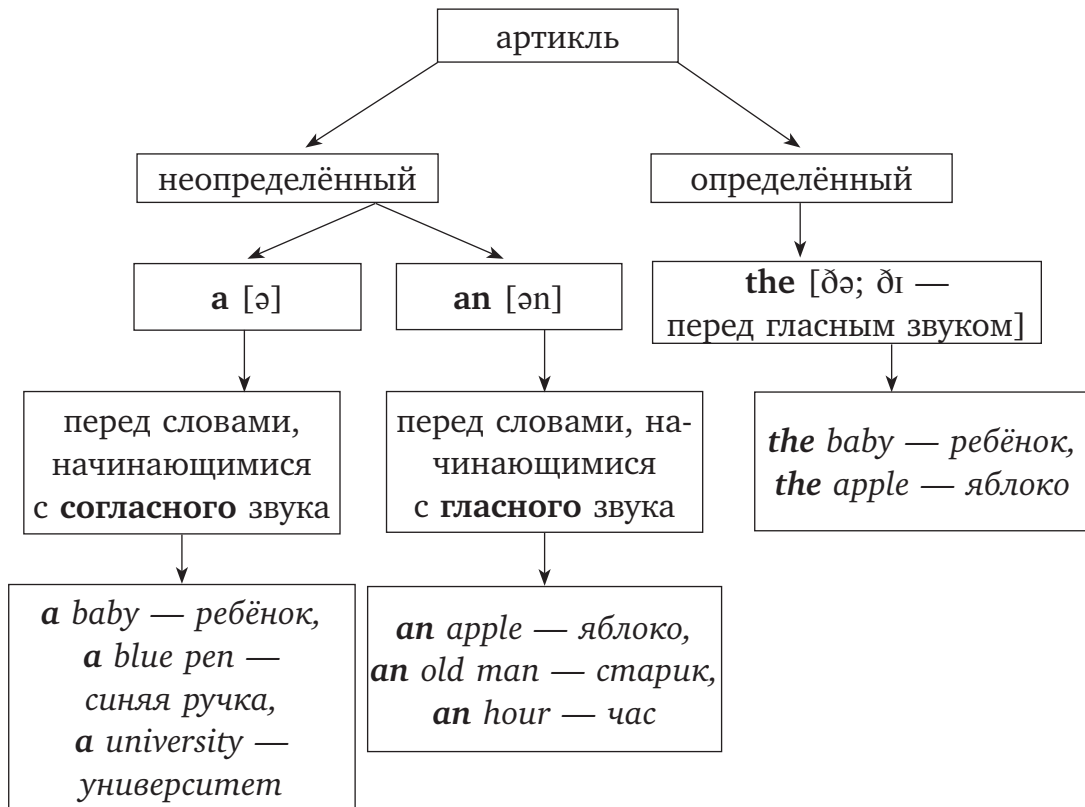 артикль
неопределённый
определённый
a [ə]
an [ən]
the [ðə; ðɪ —
перед гласным звуком]
перед словами,
начинающимися
с согласного звука
перед словами, на-
чинающимися
с гласного звука
the baby — ребёнок,
the apple — яблоко
a baby — ребёнок,
a blue pen —
синяя ручка,
a university —
университет
an apple — яблоко,
an old man — старик,
an hour — час